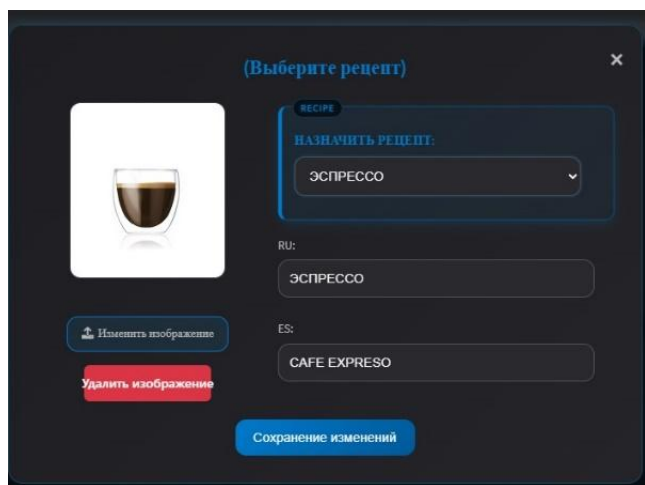 (Выберите рецепт)
×
RECIPE
НАЗНАЧИТЬ РЕЦЕПТ:
ЭСПРЕССО
RU:
ЭСПРЕССО
Изменить изображение
ES:
CAFE EXPRESO
Удалить изображение
Сохранение изменений